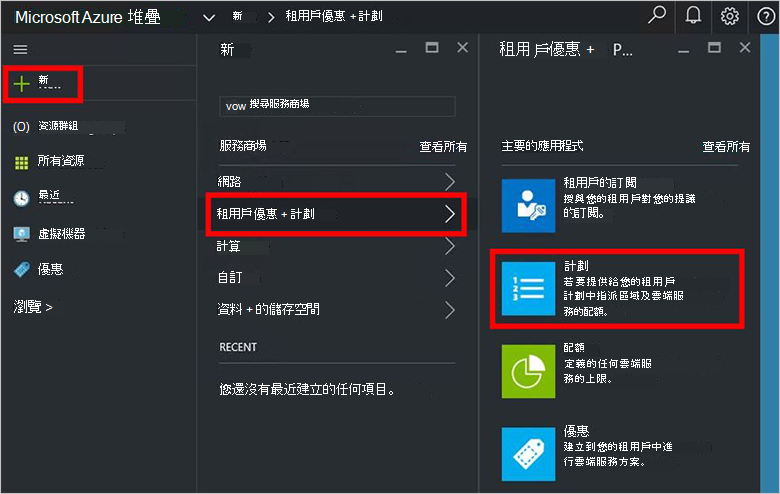 Microsoft Azure 堆疊
新
租用戶優惠 +計劃
新
資源群組
所有資源
最近
虛擬機器
優惠
瀏覽 >
新
vow 搜尋服務商場
服務商場
查看所有
網路
租用戶優惠 +計劃
計算
自訂
資料 +的儲存空間
RECENT
您還沒有最近建立的任何項目。
租用 戶優惠 + P...
主要的應用程式
查看所有
租用戶的訂閱
授與您的租用戶對您的提議
的訂閱。
計劃
若要提供給您的租用戶
計劃中指派區域及雲端服
務的配額。
配額
定義的任何雲端服
務的上限。
優惠
建立到您的租用戶中進
行雲端服務方案。